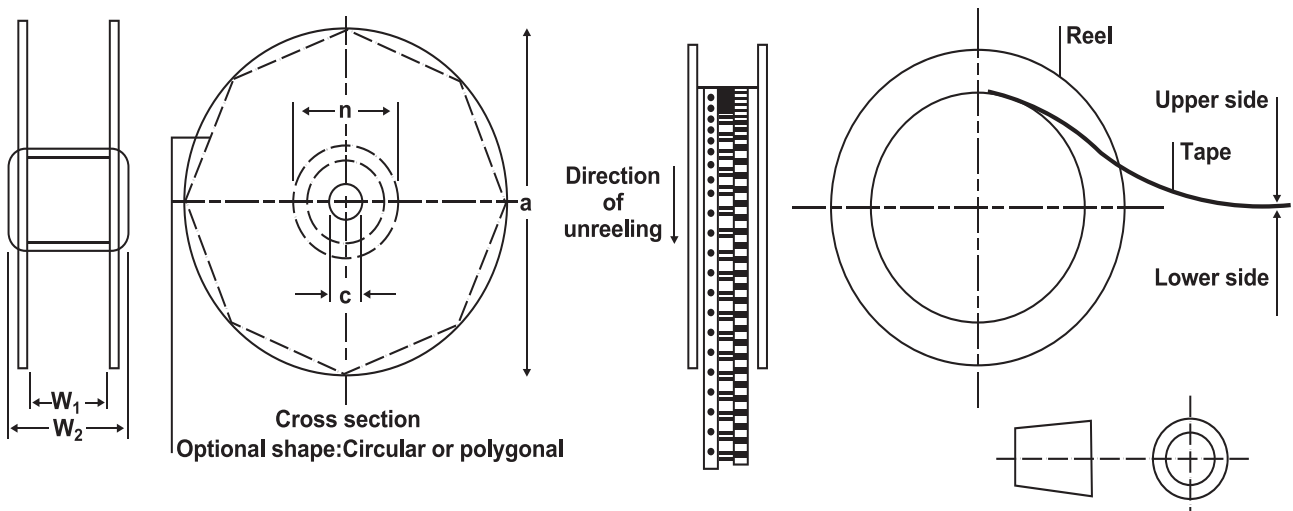 W₁
W₂
n
a
c
Cross section
Optional shape:Circular or polygonal
Direction
of
unreeling
Reel
Upper side
Tape
Lower side